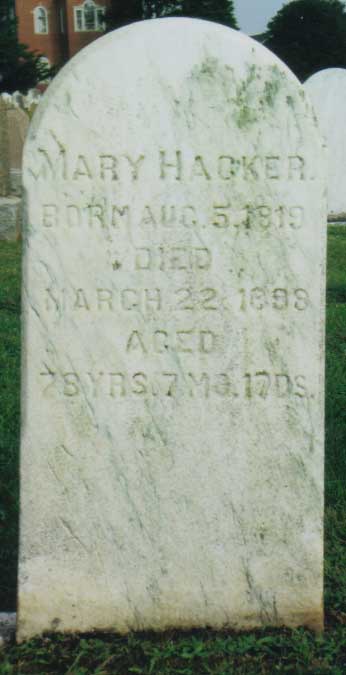 MARY HACKER.
BORN AUG. 5, 1819
DIED
MARCH 22, 1898
AGED
78 YRS. 7 MO. 17 DS.